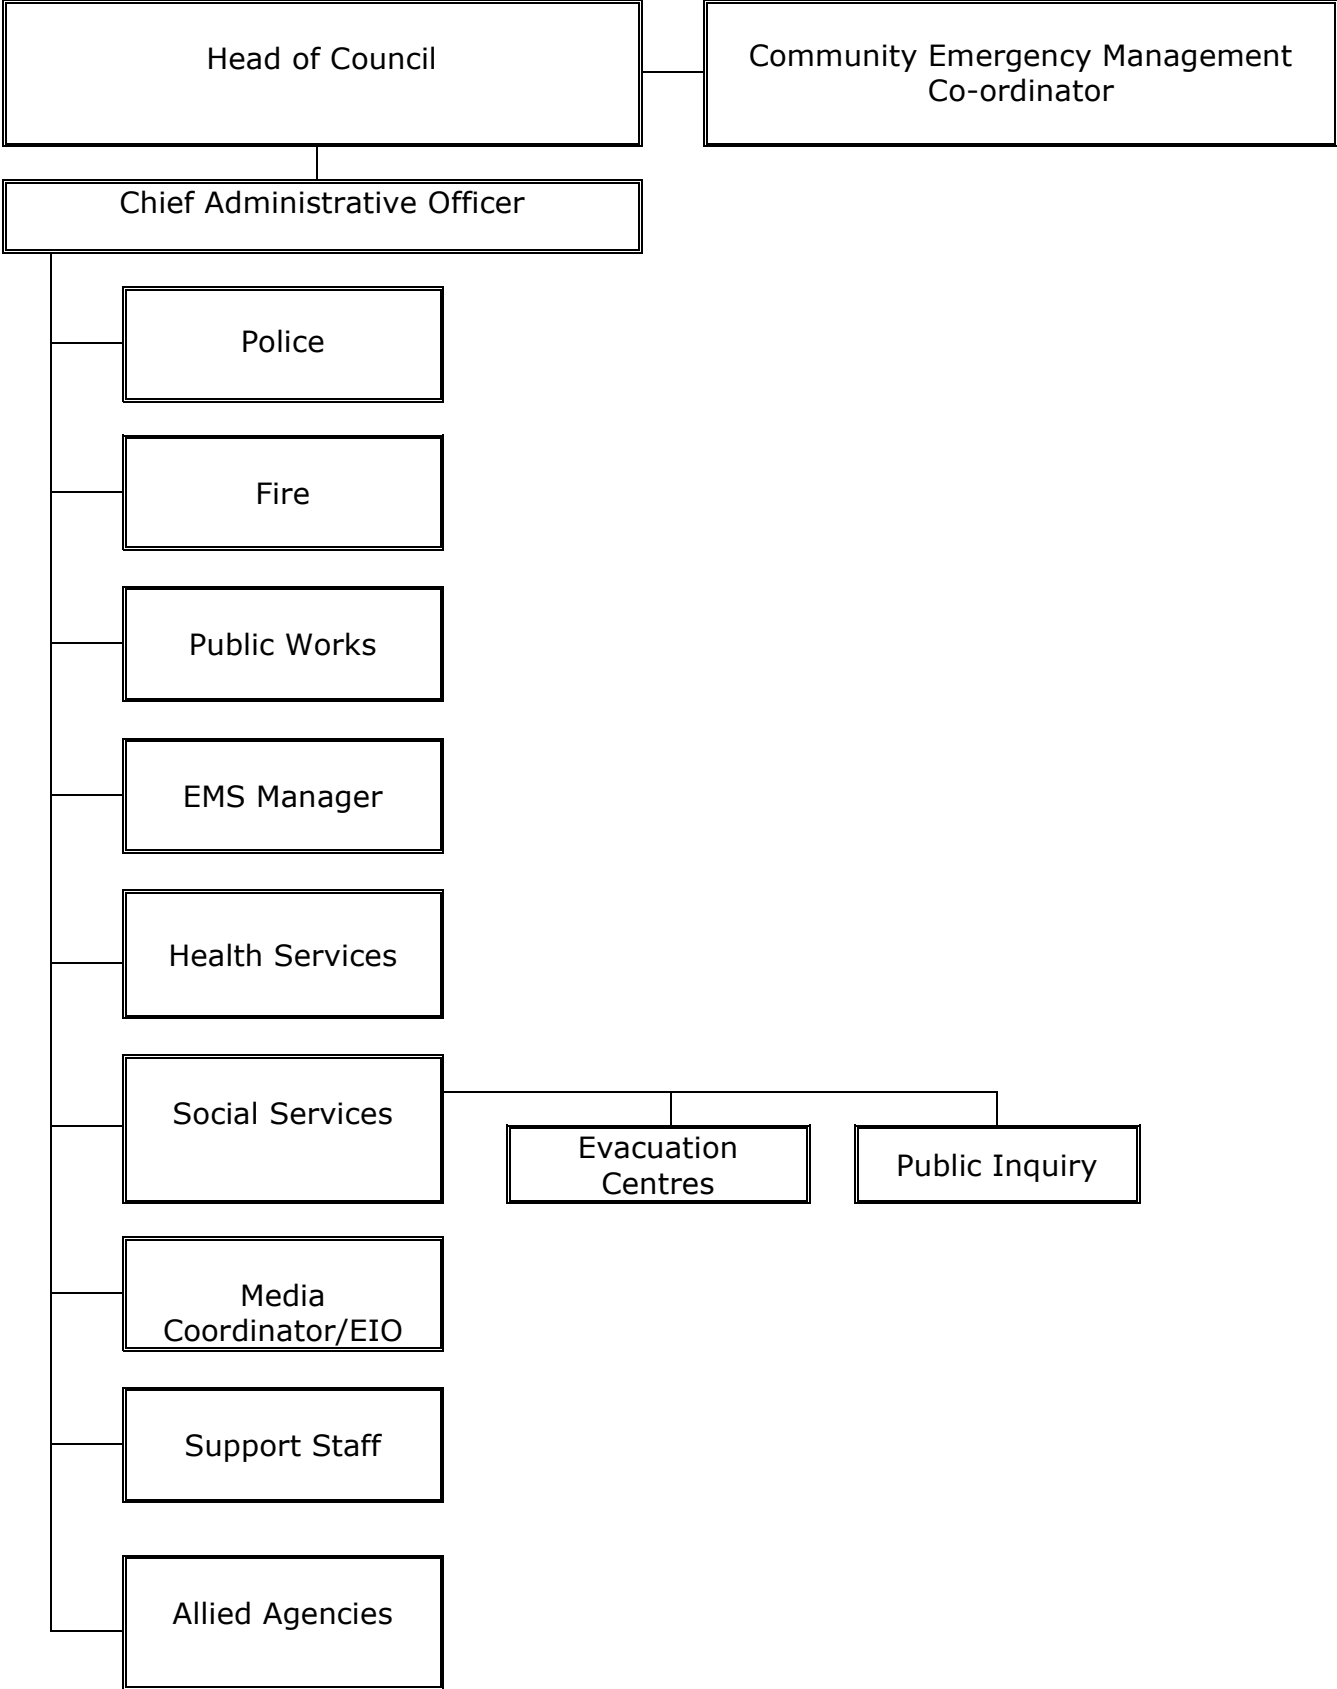 Head of Council
Community Emergency Management
Co-ordinator
Chief Administrative Officer
Police
Fire
Public Works
EMS Manager
Health Services
Social Services
Evacuation
Centres
Public Inquiry
Media
Coordinator/EIO
Support Staff
Allied Agencies